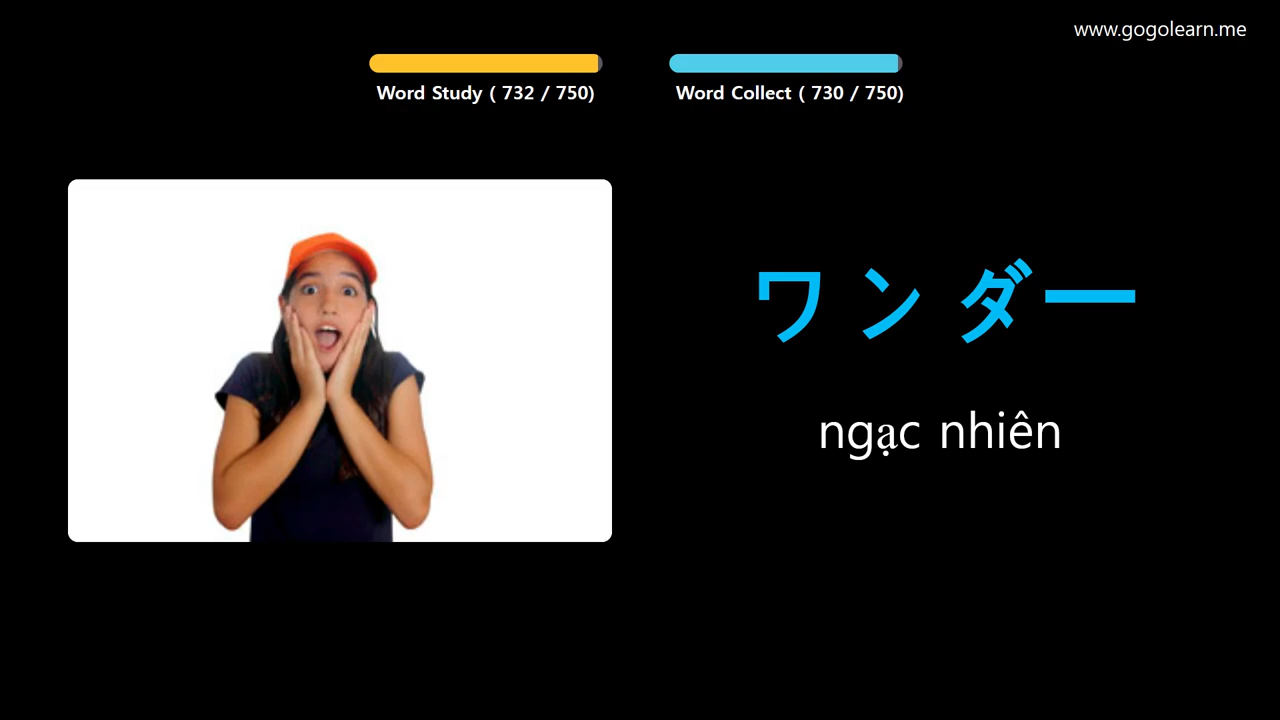 www.gogolearn.me
Word Study ( 732 / 750)
Word Collect ( 730 / 750)
ワンダー
ngạc nhiên